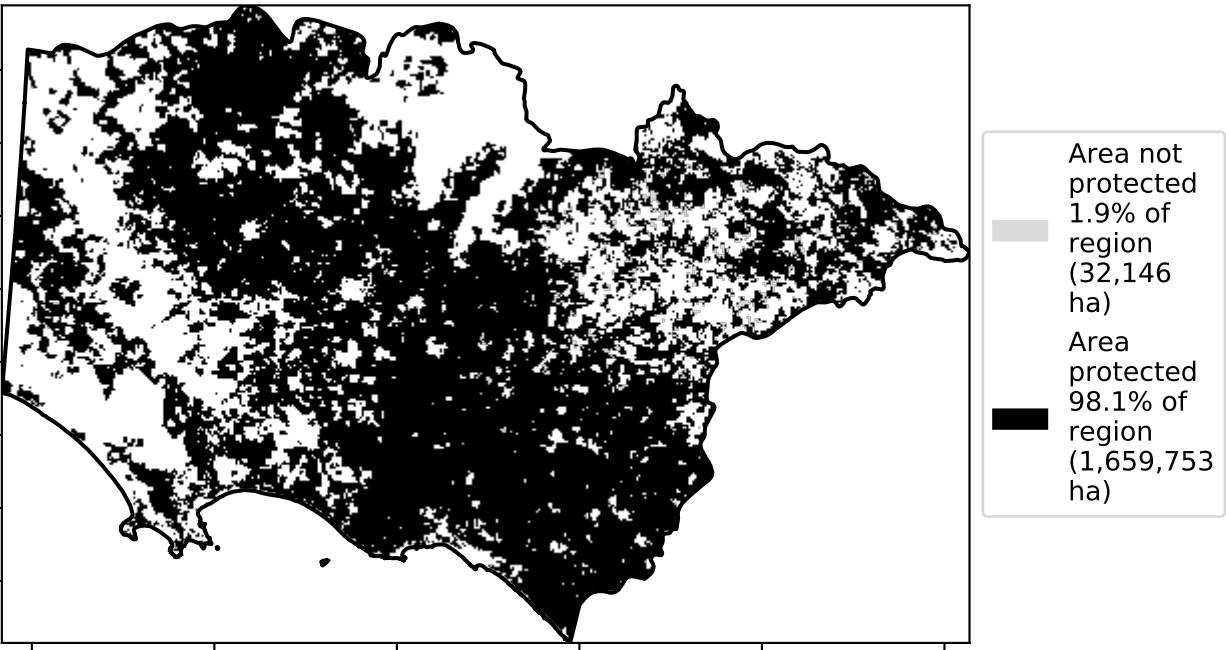 Area not
protected
1.9% of
region
(32,146
ha)
Area
protected
98.1% of
region
(1,659,753
ha)